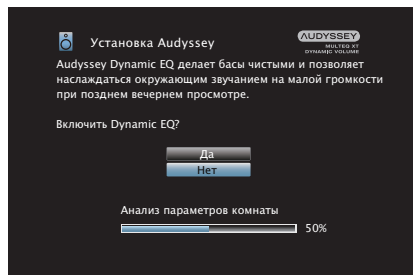 Установка Audyssey
AUDYSSEY
MULTEQ XT
DYNAMIC VOLUME
Audyssey Dynamic EQ делает басы чистыми и позволяет
наслаждаться окружающим звучанием на малой громкости
при позднем вечернем просмотре.
Включить Dynamic EQ?
Да
Нет
Анализ параметров комнаты
50%